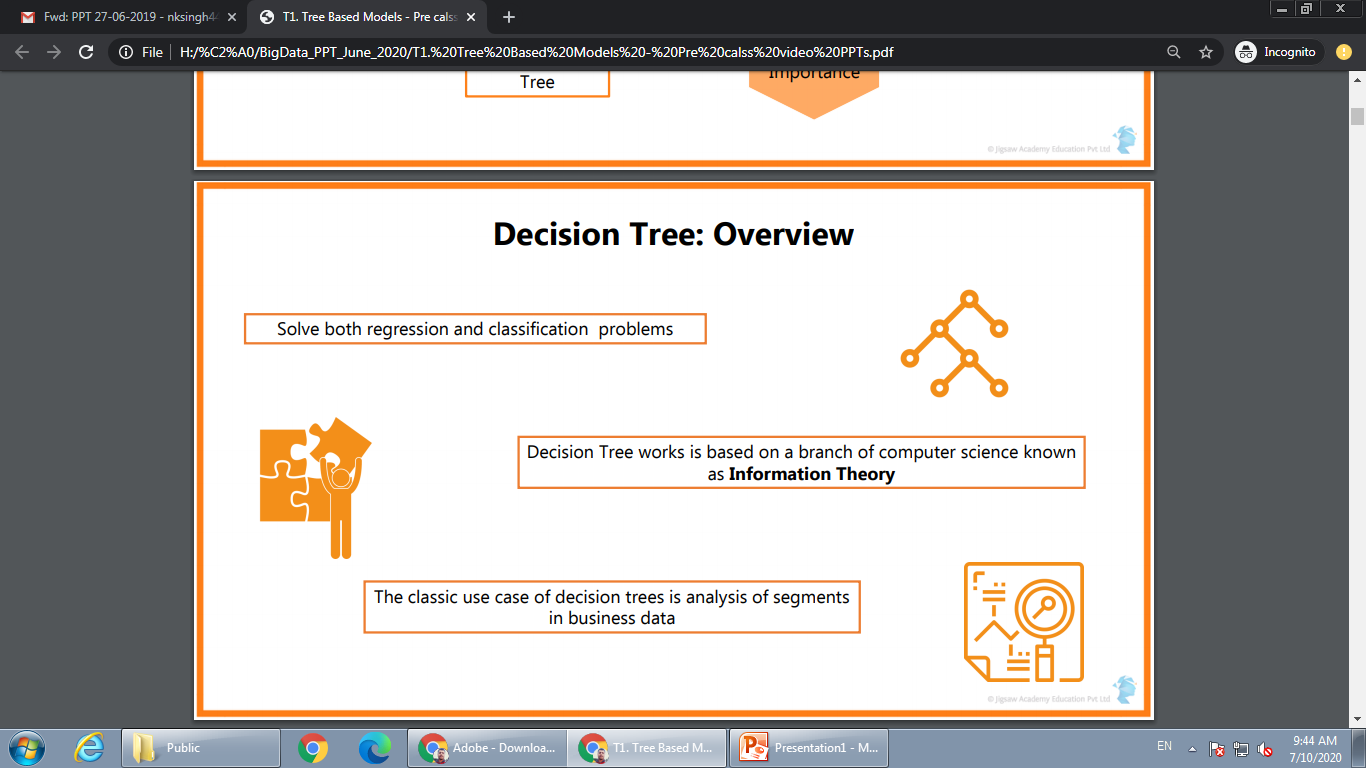 Fwd: PPT 27-06-2019 - nksingh44
T1. Tree Based Models - Pre calss
File
H:/%C2%A0/BigData_PPT_June_2020/T1.%20Tree%20Based%20Models%20-%20Pre%20calss%20video%20PPTs.pdf
Incognito
Tree
Importance
© Jigsaw Academy Education Pvt Ltd
Decision Tree: Overview
Solve both regression and classification  problems
Decision Tree works is based on a branch of computer science known
as Information Theory
The classic use case of decision trees is analysis of segments
in business data
© Jigsaw Academy Education Pvt Ltd
Public
Adobe - Downloa...
T1. Tree Based M...
Presentation1 - M...
EN
9:44 AM
7/10/2020